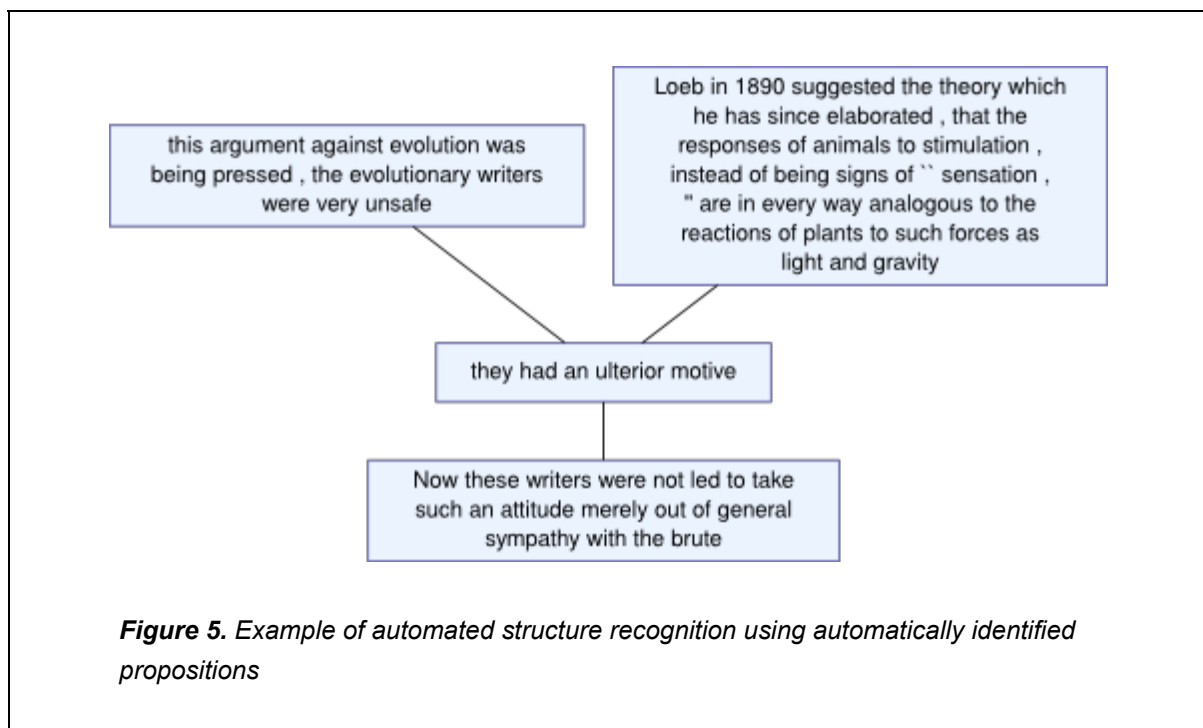 this argument against evolution was
being pressed , the evolutionary writers
were very unsafe
Loeb in 1890 suggested the theory which
he has since elaborated , that the
responses of animals to stimulation ,
instead of being signs of `` sensation ,
" are in every way analogous to the
reactions of plants to such forces as
light and gravity
they had an ulterior motive
Now these writers were not led to take
such an attitude merely out of general
sympathy with the brute
Figure 5. Example of automated structure recognition using automatically identified
propositions